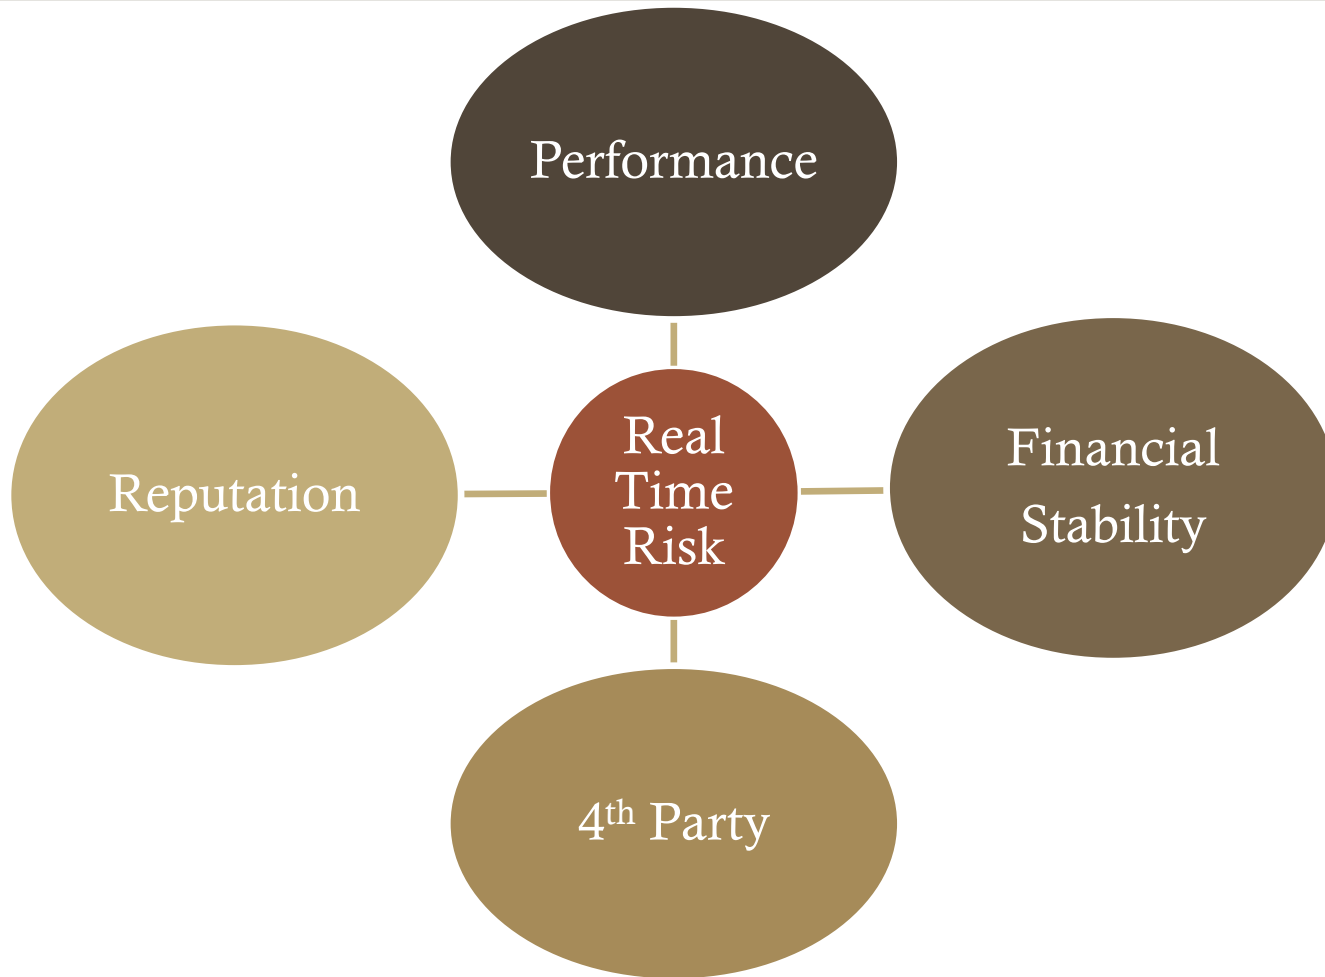 Performance
Reputation
Real
Time
Risk
Financial
Stability
4th Party